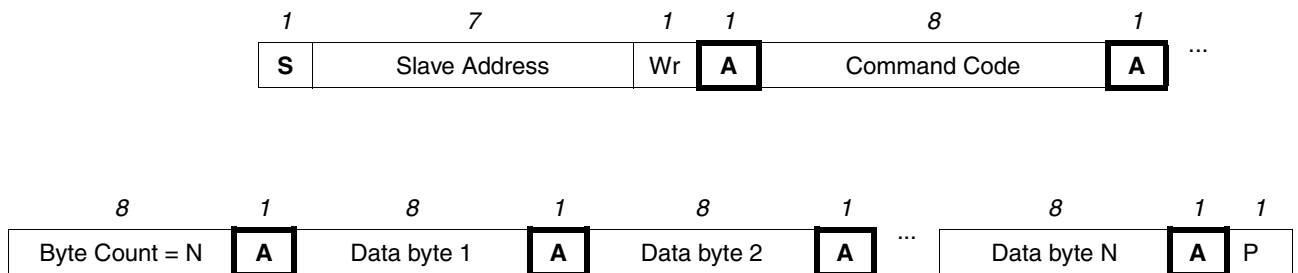 1 7 1 1 8 1
S Slave Address Wr A Command Code A ...
8 1 8 1 8 1 8 1 1
Byte Count = N A Data byte 1 A Data byte 2 A ... Data byte N A P